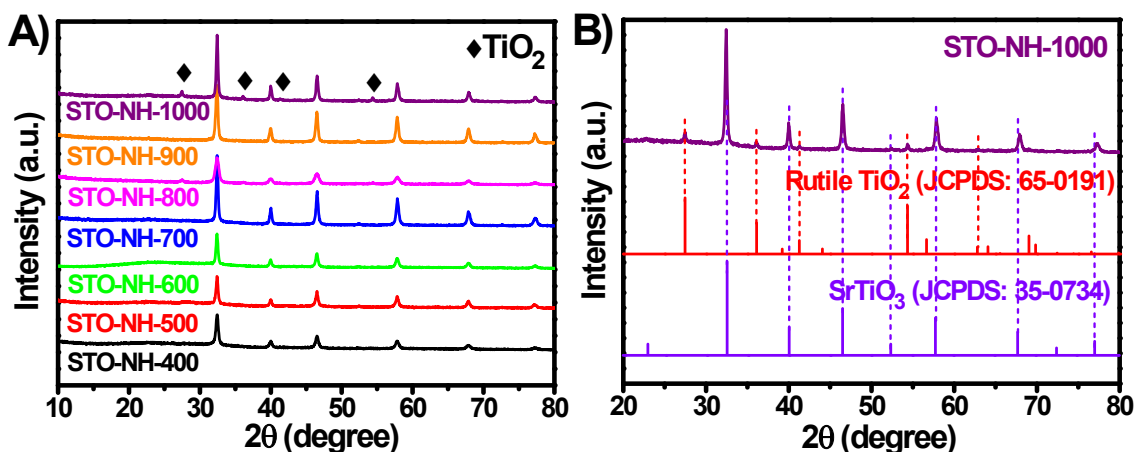 A)
◆TiO₂
STO-NH-1000
STO-NH-900
STO-NH-800
STO-NH-700
STO-NH-600
STO-NH-500
STO-NH-400
Intensity (a.u.)
10 20 30 40 50 60 70 80
2θ (degree)
B)
STO-NH-1000
Rutile TiO₂ (JCPDS: 65-0191)
SrTiO₃ (JCPDS: 35-0734)
Intensity (a.u.)
20 30 40 50 60 70 80
2θ (degree)